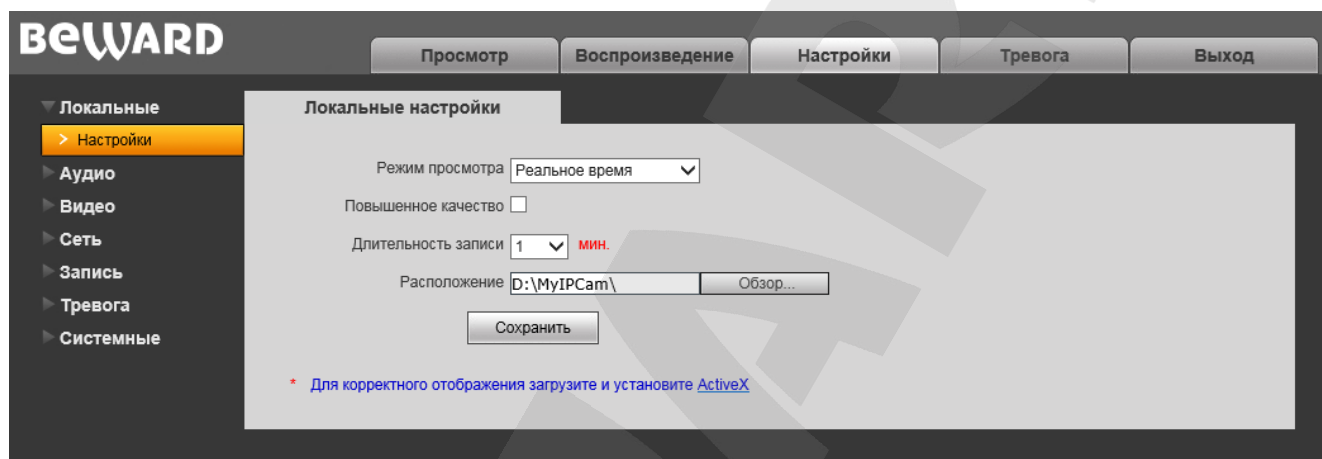 BEWARD
Просмотр Воспроизведение Настройки Тревога Выход
Локальные
> Настройки
Аудио
Видео
Сеть
Запись
Тревога
Системные
Локальные настройки
Режим просмотра Реальное время
Повышенное качество
Длительность записи 1 мин.
Расположение D:\MyIPCam\ Обзор...
Сохранить
* Для корректного отображения загрузите и установите ActiveX